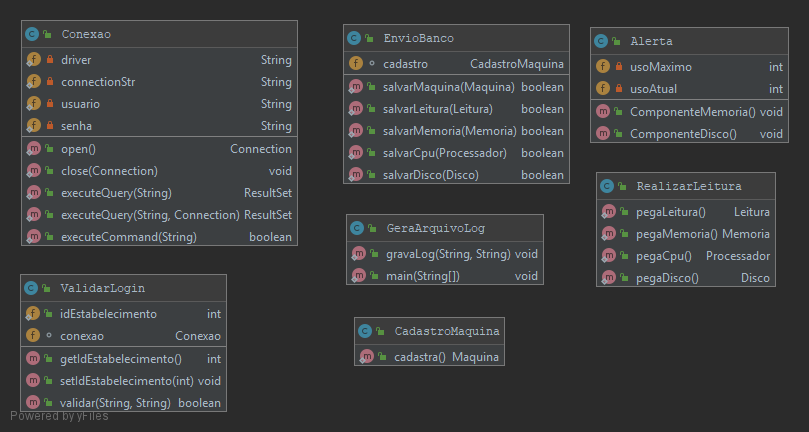 Conexao
driver String
connectionStr String
usuario String
senha String
open() Connection
close(Connection) void
executeQuery(String) ResultSet
executeQuery(String, Connection) ResultSet
executeCommand(String) boolean
EnvioBanco
cadastro CadastroMaquina
salvarMaquina(Maquina) boolean
salvarLeitura(Leitura) boolean
salvarMemoria(Memoria) boolean
salvarCpu(Processador) boolean
salvarDisco(Disco) boolean
Alerta
usoMaximo int
usoAtual int
ComponenteMemoria() void
ComponenteDisco() void
RealizarLeitura
pegaLeitura() Leitura
pegaMemoria() Memoria
pegaCpu() Processador
pegaDisco() Disco
GeraArquivoLog
gravaLog(String, String) void
main(String[]) void
ValidarLogin
idEstabelecimento int
conexao Conexao
getIdEstabelecimento() int
setIdEstabelecimento(int) void
validar(String, String) boolean
CadastroMaquina
cadastra() Maquina
Powered by yFiles